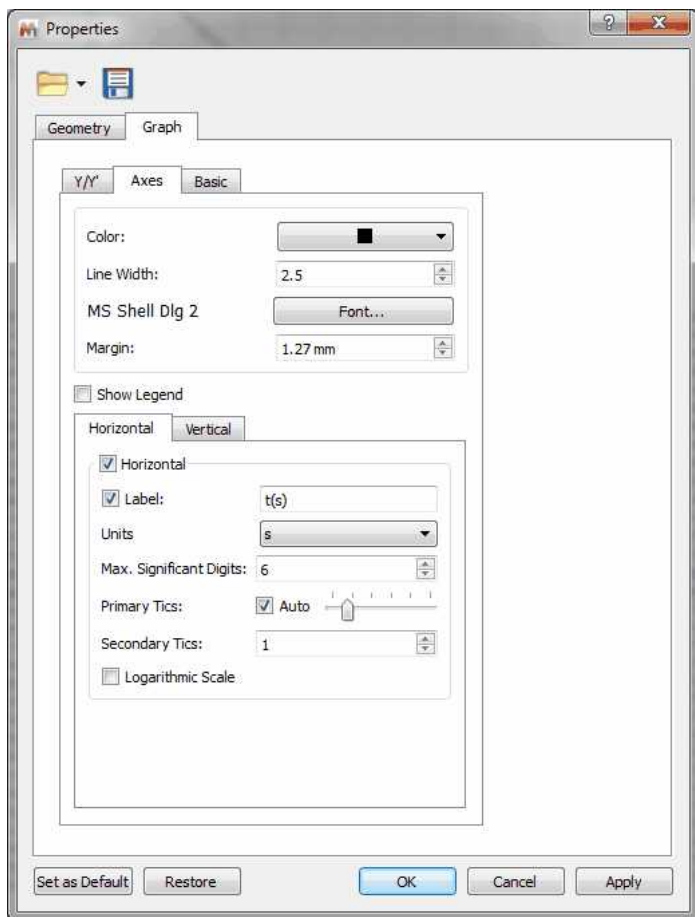 Properties
Geometry Graph
Y/Y' Axes Basic
Color:
Line Width: 2.5
MS Shell Dlg 2 Font...
Margin: 1.27 mm
Show Legend
Horizontal Vertical
Horizontal
Label: t(s)
Units s
Max. Significant Digits: 6
Primary Tics: Auto
Secondary Tics: 1
Logarithmic Scale
Set as Default Restore OK Cancel Apply